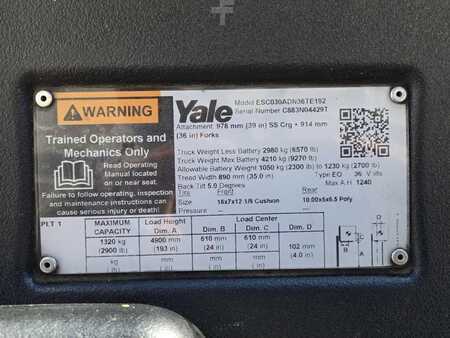 WARNING
Trained Operators and
Mechanics Only
Read Operating
Manual located
on or near seat.
Failure to follow operating, inspection
and maintenance instructions can
cause serious injury or death!
Yale
Model ESC030ADN36TE192
Serial Number C883N04429T
Attachment: 978 mm (39 in) SS Crg + 914 mm
(36 in) Forks
Truck Weight Less Battery 2980 kg (6570 lb)
Truck Weight Max Battery 4210 kg (9270 lb)
Allowable Battery Weight 1050 kg (2300 lb) to 1230 kg (2700 lb)
Tread Width 890 mm (35.0 in) Type EO 36 Volts
Back Tilt 5.0 Degrees Max A.H. 1240
Tires Front Rear
Size 16x7x12 1/8 Cushion 10.00x5x6.5 Poly
PLT 1
MAXIMUM
CAPACITY
Load Height
Dim. A
Load Center
Dim. B Dim. C Dim. D
1320 kg
(2900 lb)
4900 mm
(193 in)
610 mm
(24 in)
610 mm
(24 in)
102 mm
(4.0 in)
kg
lb
mm
in
mm
mm
mm